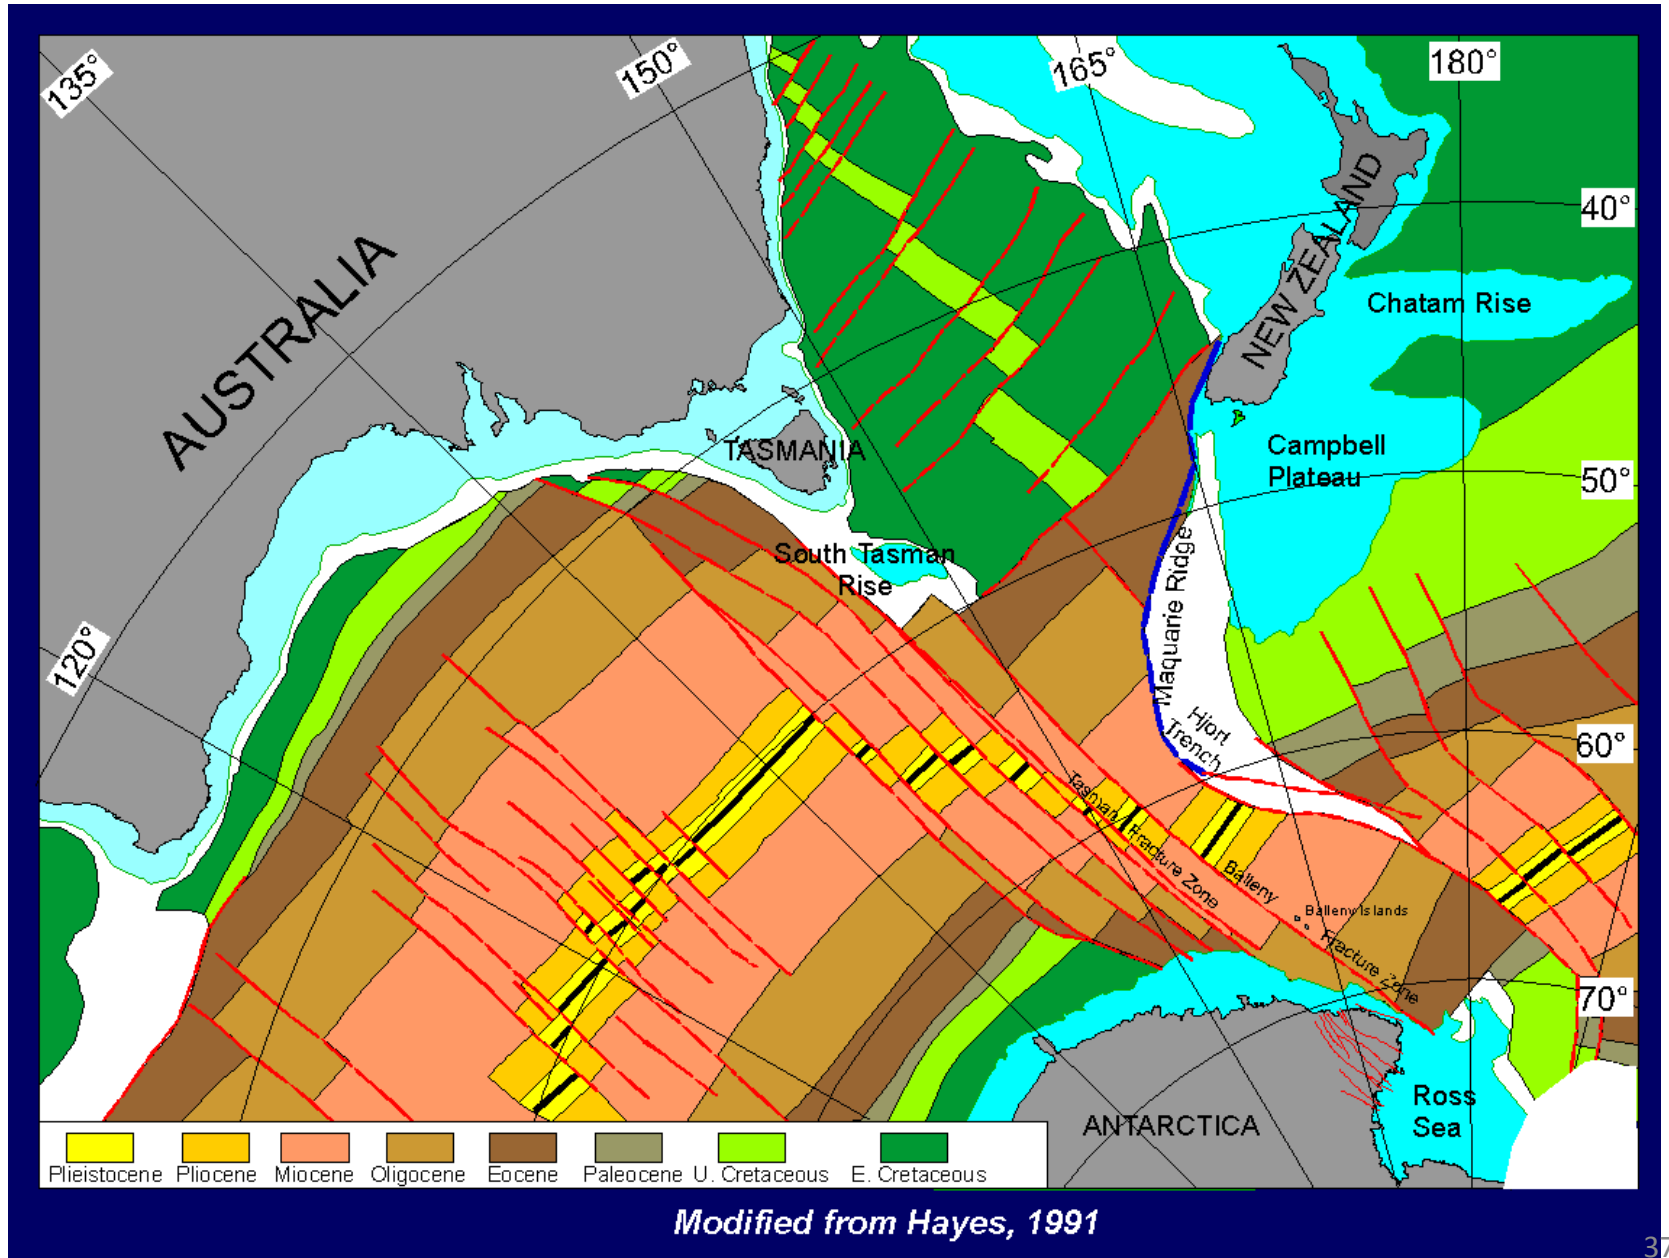 135°
150°
165°
180°
40°
AUSTRALIA
NEW ZEALAND
Chatam Rise
TASMANIA
Campbell
Plateau
50°
South Tasman
Rise
Maquarie Ridge
120°
Hjort
Trench
60°
Tasman Fracture Zone
Balleny
Balleny Islands
Fracture Zone
70°
Ross
Sea
ANTARCTICA
Plieistocene Pliocene Miocene Oligocene Eocene Paleocene U. Cretaceous E. Cretaceous
Modified from Hayes, 1991
37